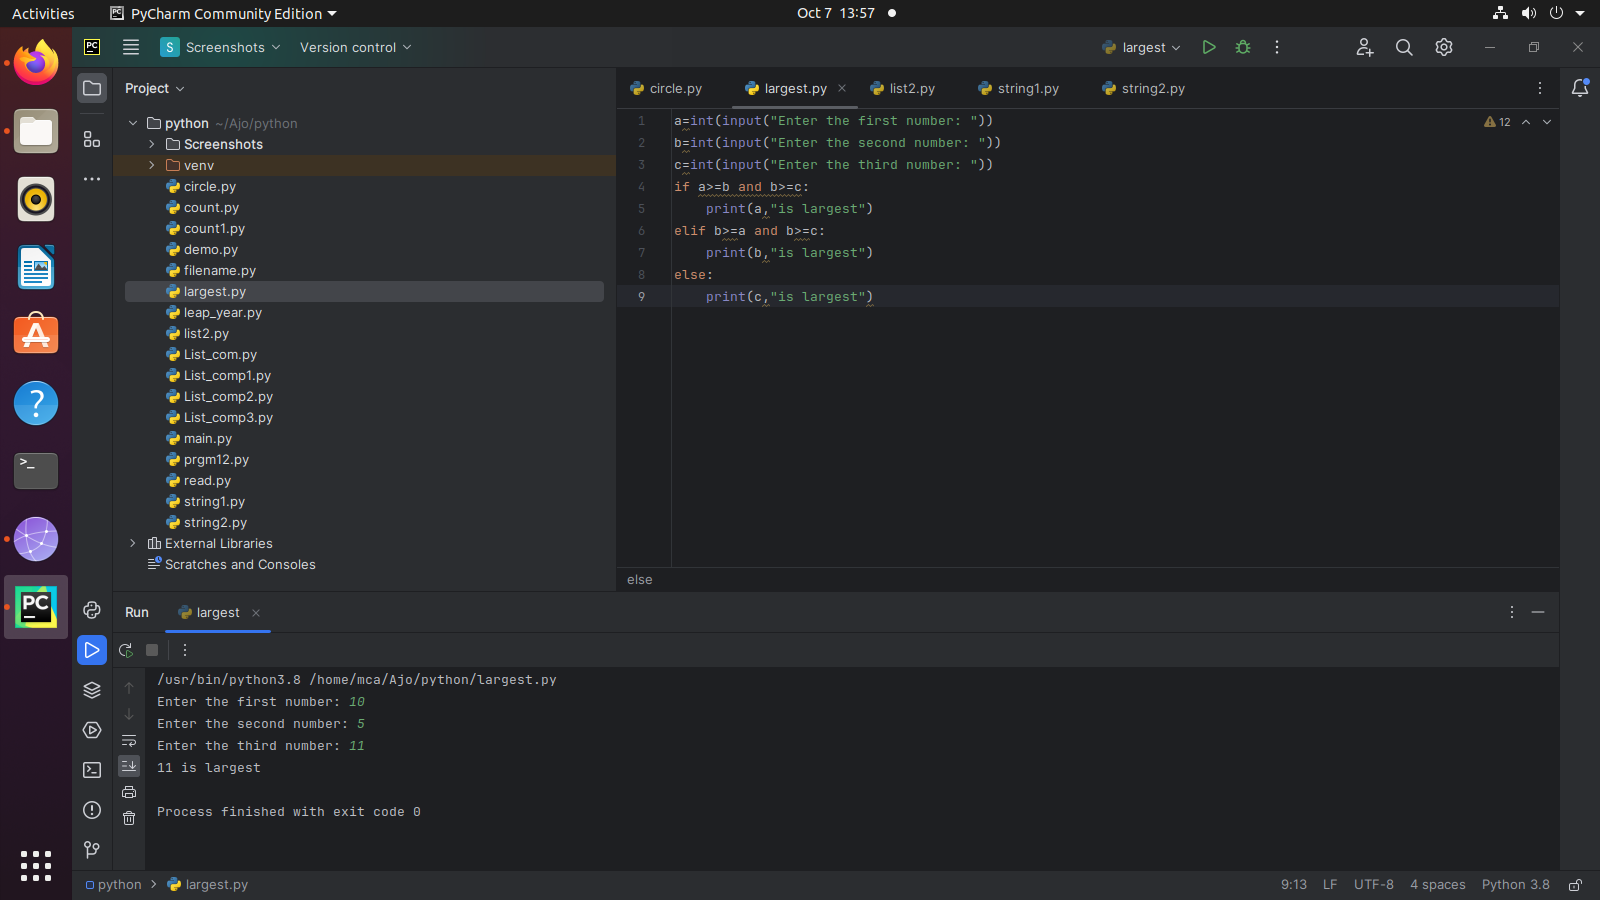 Activities
PyCharm Community Edition
Oct 7 13:57
PC
S
Screenshots
Version control
largest
Project
circle.py
largest.py
list2.py
string1.py
string2.py
python ~/Ajo/python
Screenshots
venv
circle.py
count.py
count1.py
demo.py
filename.py
largest.py
leap_year.py
list2.py
List_com.py
List_comp1.py
List_comp2.py
List_comp3.py
main.py
prgm12.py
read.py
string1.py
string2.py
External Libraries
Scratches and Consoles
12
1 a=int(input("Enter the first number: "))
2 b=int(input("Enter the second number: "))
3 c=int(input("Enter the third number: "))
4 if a>=b and b>=c:
5 print(a,"is largest")
6 elif b>=a and b>=c:
7 print(b,"is largest")
8 else:
9 print(c,"is largest")
else
PC
Run
largest
/usr/bin/python3.8 /home/mca/Ajo/python/largest.py
Enter the first number: 10
Enter the second number: 5
Enter the third number: 11
11 is largest
Process finished with exit code 0
python
largest.py
9:13
LF
UTF-8
4 spaces
Python 3.8